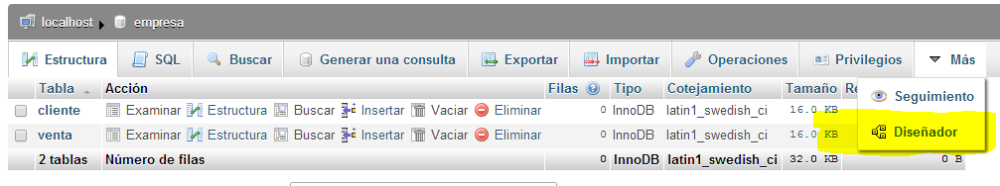 localhost empresa
Estructura SQL Buscar Generar una consulta Exportar Importar Operaciones Privilegios Más
Tabla Acción Filas Tipo Cotejamiento Tamaño Re
Seguimiento
cliente Examinar Estructura Buscar Insertar Vaciar Eliminar 0 InnoDB latin1_swedish_ci 16.0 KB
venta Examinar Estructura Buscar Insertar Vaciar Eliminar 0 InnoDB latin1_swedish_ci 16.0 KB
Diseñador
2 tablas Número de filas 0 InnoDB latin1_swedish_ci 32.0 KB 0 B